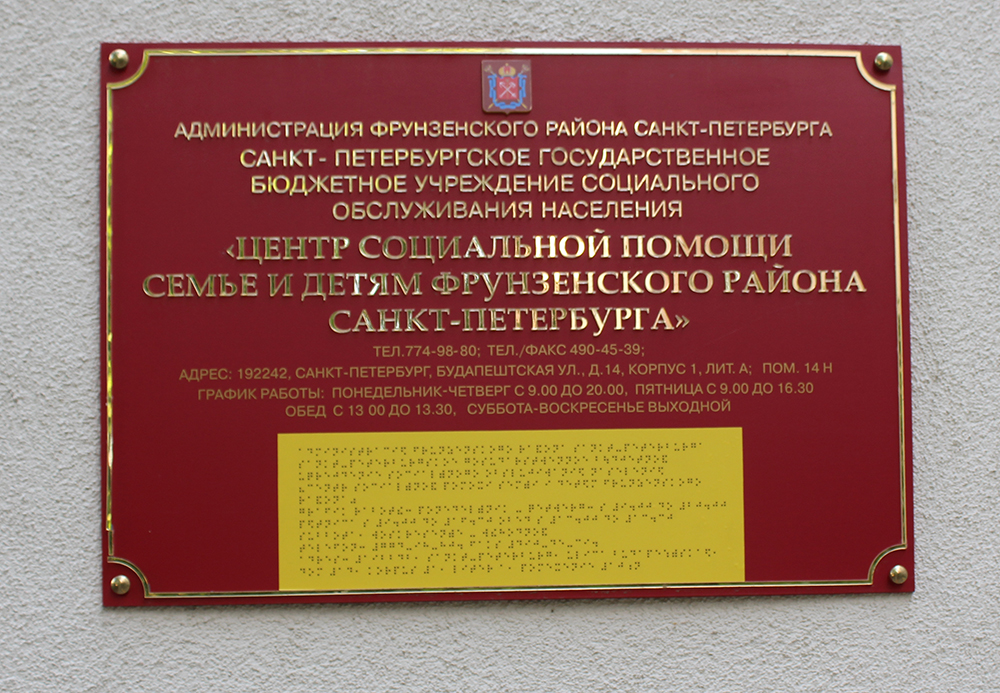 АДМИНИСТРАЦИЯ ФРУНЗЕНСКОГО РАЙОНА САНКТ-ПЕТЕРБУРГА
САНКТ- ПЕТЕРБУРГСКОЕ ГОСУДАРСТВЕННОЕ
БЮДЖЕТНОЕ УЧРЕЖДЕНИЕ СОЦИАЛЬНОГО
ОБСЛУЖИВАНИЯ НАСЕЛЕНИЯ
«ЦЕНТР СОЦИАЛЬНОЙ ПОМОЩИ
СЕМЬЕ И ДЕТЯМ ФРУНЗЕНСКОГО РАЙОНА
САНКТ-ПЕТЕРБУРГА»
ТЕЛ.774-98-80; ТЕЛ./ФАКС 490-45-39;
АДРЕС: 192242, САНКТ-ПЕТЕРБУРГ, БУДАПЕШТСКАЯ УЛ., Д.14, КОРПУС 1, ЛИТ. А; ПОМ. 14 Н
ГРАФИК РАБОТЫ: ПОНЕДЕЛЬНИК-ЧЕТВЕРГ С 9.00 ДО 20.00, ПЯТНИЦА С 9.00 ДО 16.30
ОБЕД С 13 00 ДО 13.30, СУББОТА-ВОСКРЕСЕНЬЕ ВЫХОДНОЙ